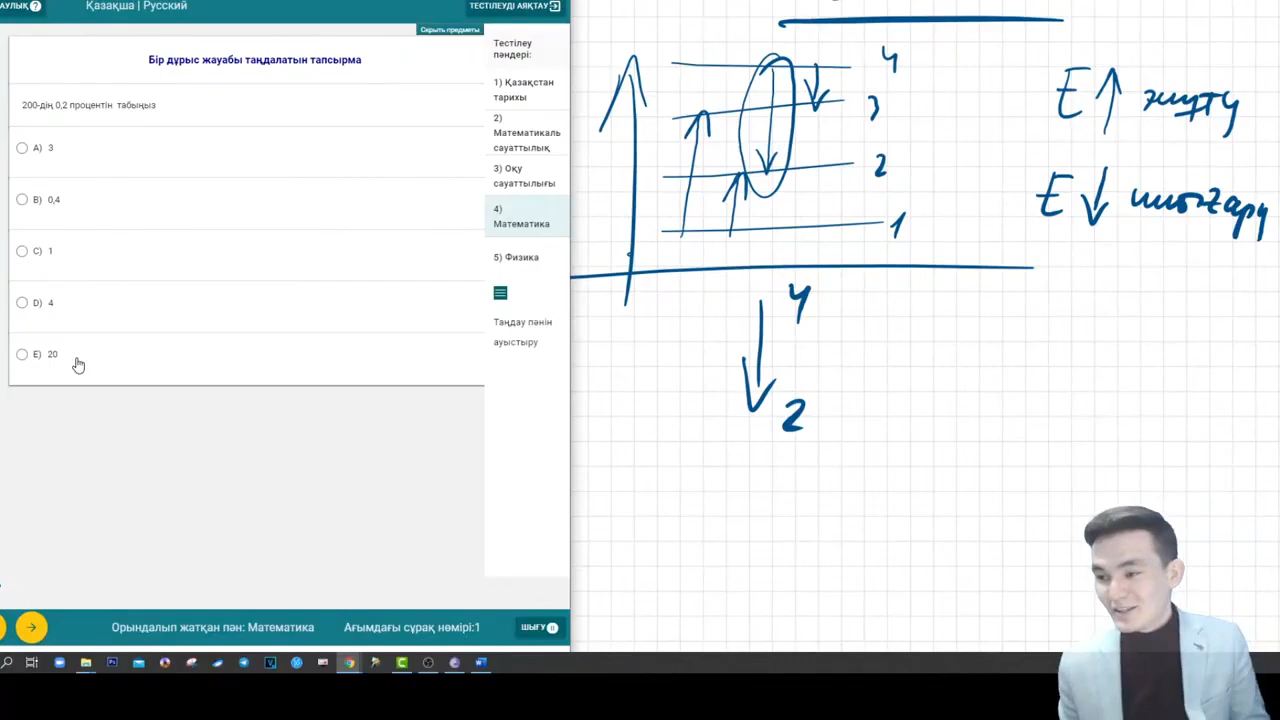 АУЛЫҚ ?
Қазақша | Русский
ТЕСТІЛЕУДІ АЯҚТАУ
Скрыть предметы
Бір дұрыс жауабы таңдалатын тапсырма
200-дің 0,2 процентін табыңыз
A) 3
B) 0,4
C) 1
D) 4
E) 20
Тестілеу
пәндері:
1) Қазақстан
тарихы
2)
Математикалық
сауаттылық
3) Оқу
сауаттылығы
4)
Математика
5) Физика
Таңдау пәнін
ауыстыру
Орындалып жатқан пән: Математика
Ағымдағы сұрақ нөмірі:1
ШЫҒУ
4
3
2
1
E↑ жұту
E↓ шығару
4
2